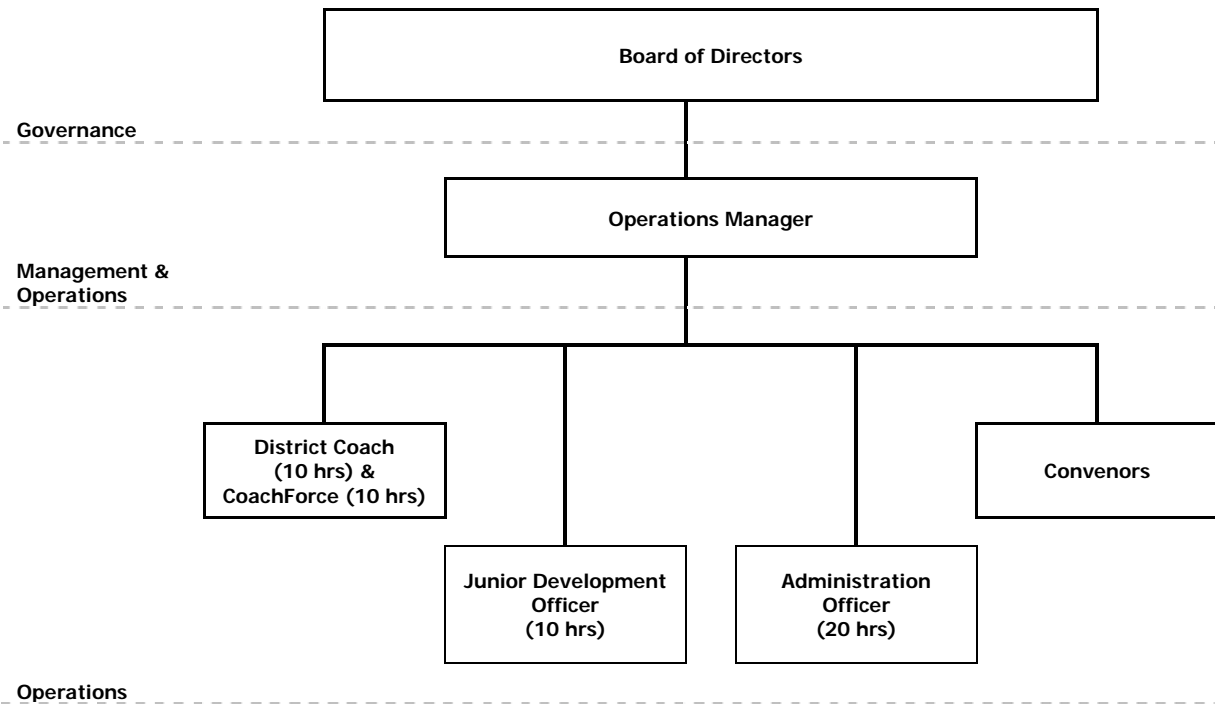 Board of Directors
Governance
Operations Manager
Management &
Operations
District Coach
(10 hrs) &
CoachForce (10 hrs)
Convenors
Junior Development
Officer
(10 hrs)
Administration
Officer
(20 hrs)
Operations